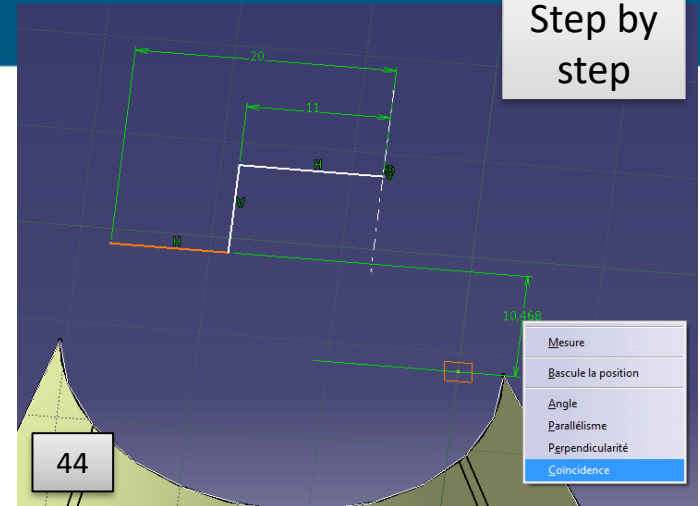 Step by
step
20
11
H
V
H
10,468
Mesure
Bascule la position
Angle
Parallélisme
Perpendicularité
Coïncidence
44